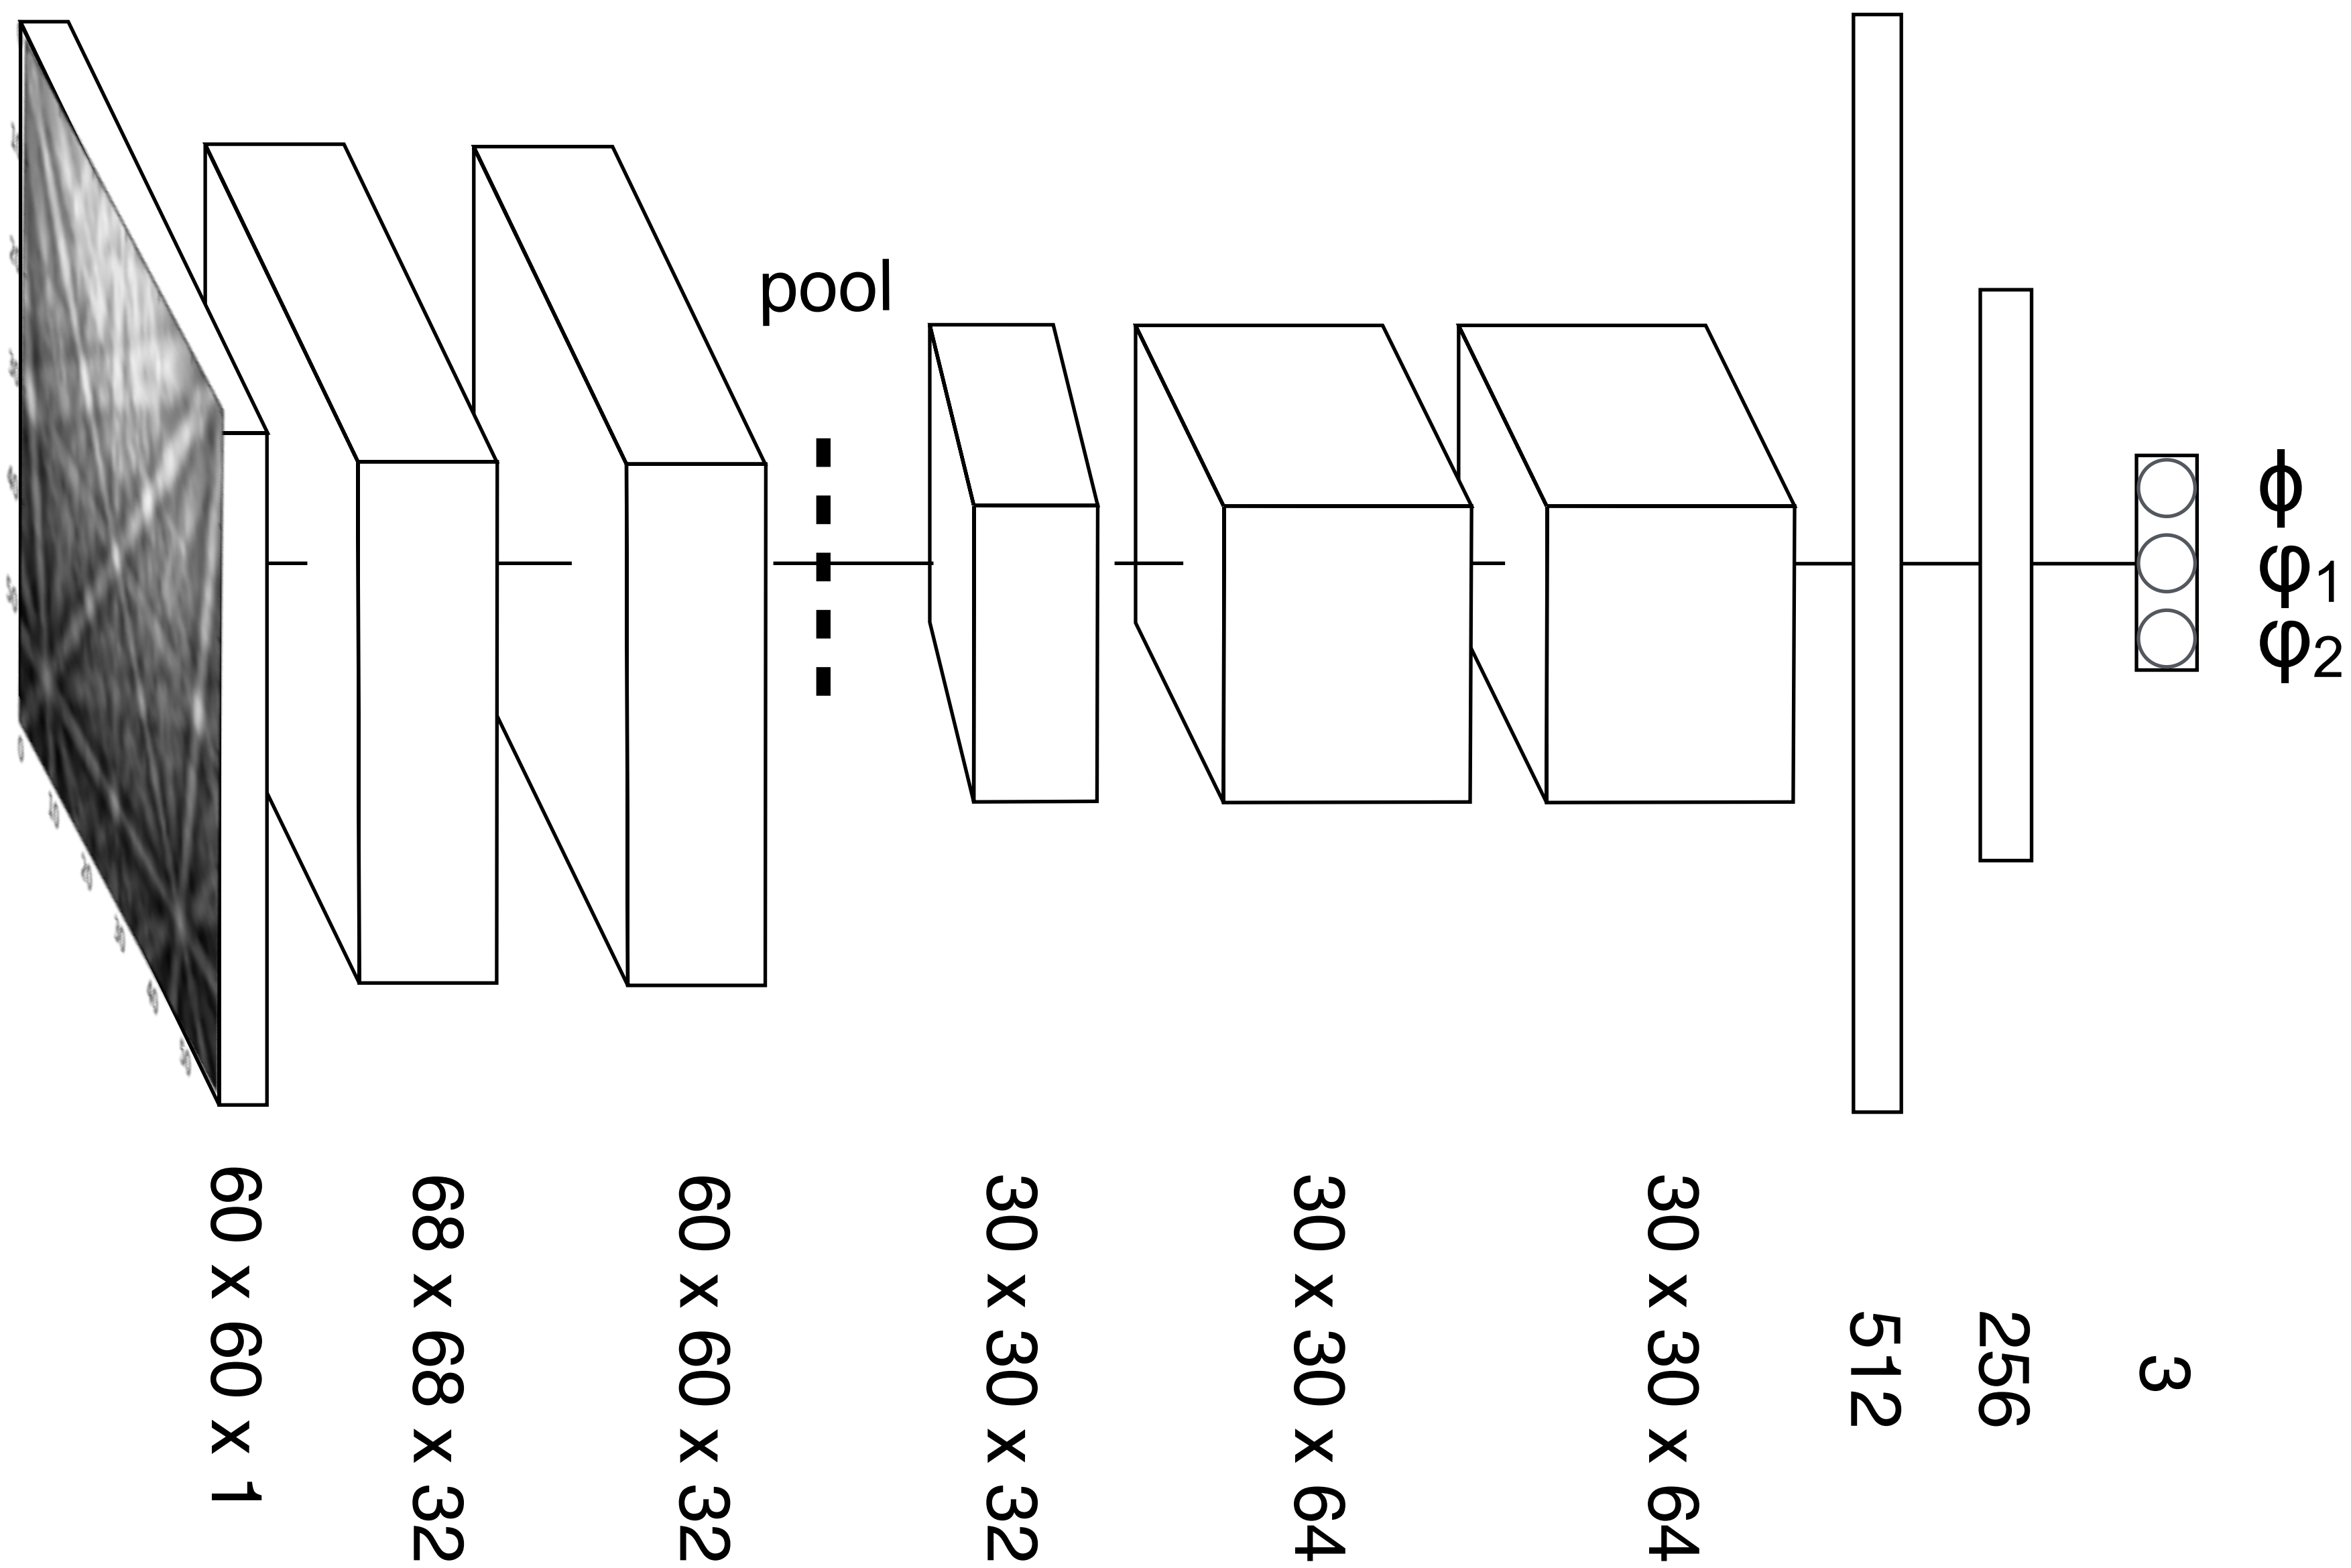 pool
ϕ
φ1
φ2
60 x 60 x 1
68 x 68 x 32
60 x 60 x 32
30 x 30 x 32
30 x 30 x 64
30 x 30 x 64
512
256
3